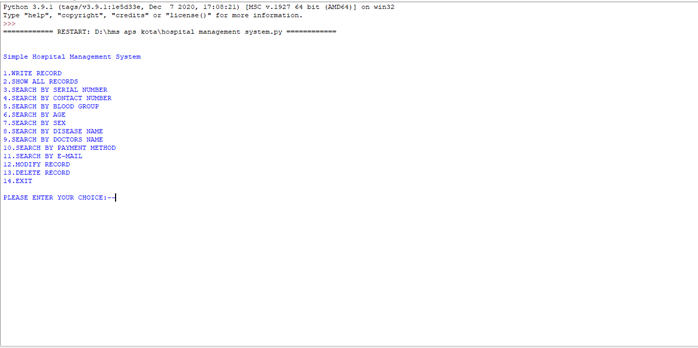 Python 3.9.1 (tags/v3.9.1:1e5d33e, Dec  7 2020, 17:08:21) [MSC v.1927 64 bit (AMD64)] on win32
Type "help", "copyright", "credits" or "license()" for more information.
>>>
============ RESTART: D:\hms aps kota\hospital management system.py ============
Simple Hospital Management System
1.WRITE RECORD
2.SHOW ALL RECORDS
3.SEARCH BY SERIAL NUMBER
4.SEARCH BY CONTACT NUMBER
5.SEARCH BY BLOOD GROUP
6.SEARCH BY AGE
7.SEARCH BY SEX
8.SEARCH BY DISEASE NAME
9.SEARCH BY DOCTORS NAME
10.SEARCH BY PAYMENT METHOD
11.SEARCH BY E-MAIL
12.MODIFY RECORD
13.DELETE RECORD
14.EXIT
PLEASE ENTER YOUR CHOICE:--